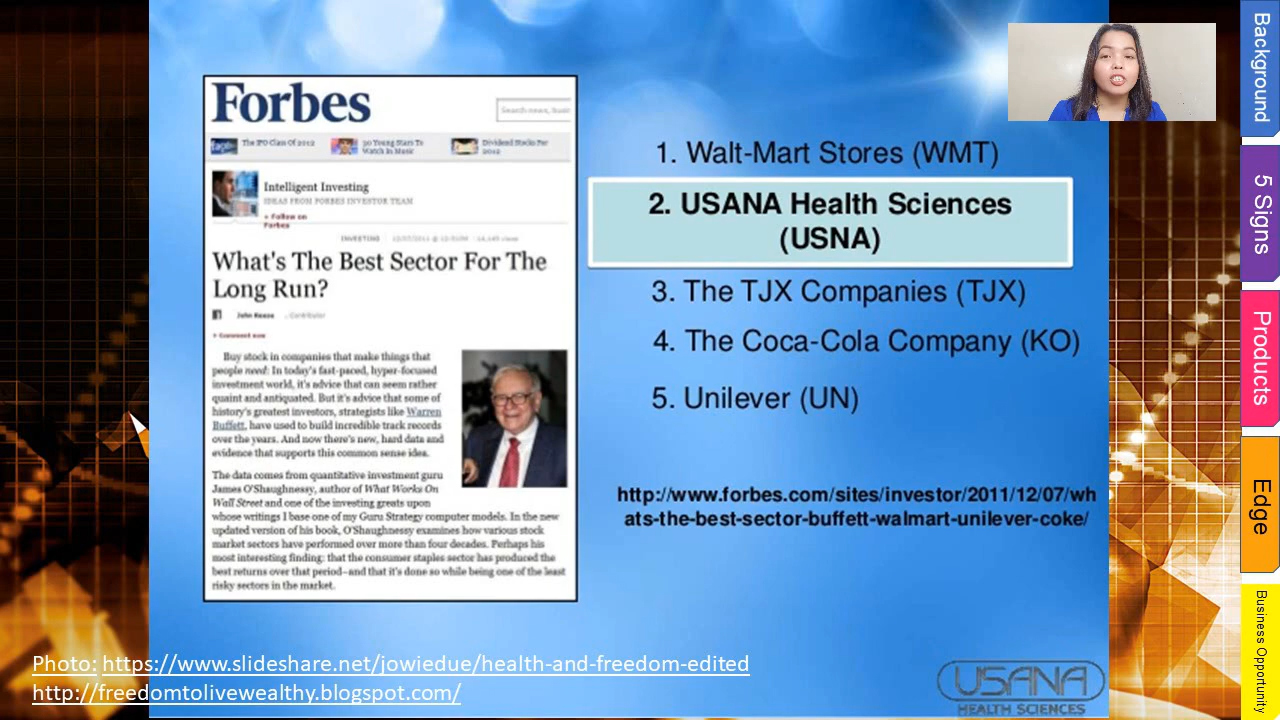 Forbes
Search news, busi
The IPO Class Of 2012
30 Young Stars To
Watch In Music
Dividend Stocks For
2012
Intelligent Investing
IDEAS FROM FORBES INVESTOR TEAM
+ Follow on
Forbes
INVESTING
What's The Best Sector For The
Long Run?
John Reese, Contributor
+ Comment now
Buy stock in companies that make things that
people need: In today's fast-paced, hyper-focused
investment world, it's advice that can seem rather
quaint and antiquated. But it's advice that some of
history's greatest investors, strategists like Warren
Buffett, have used to build incredible track records
over the years. And now there's new, hard data and
evidence that supports this common sense idea.
The data comes from quantitative investment guru
James O'Shaughnessy, author of What Works On
Wall Street and one of the investing greats upon
whose writings I base one of my Guru Strategy computer models. In the new
updated version of his book, O'Shaughnessy examines how various stock
market sectors have performed over more than four decades. Perhaps his
most interesting finding: that the consumer staples sector has produced the
best returns over that period—and that it's done so while being one of the least
risky sectors in the market.
1. Walt-Mart Stores (WMT)
2. USANA Health Sciences
(USNA)
3. The TJX Companies (TJX)
4. The Coca-Cola Company (KO)
5. Unilever (UN)
http://www.forbes.com/sites/investor/2011/12/07/wh
ats-the-best-sector-buffett-walmart-unilever-coke/
Photo: https://www.slideshare.net/jowiedue/health-and-freedom-edited
http://freedomtolivewealthy.blogspot.com/
USANA
HEALTH SCIENCES
Background
5 Signs
Products
Edge
Business Opportunity